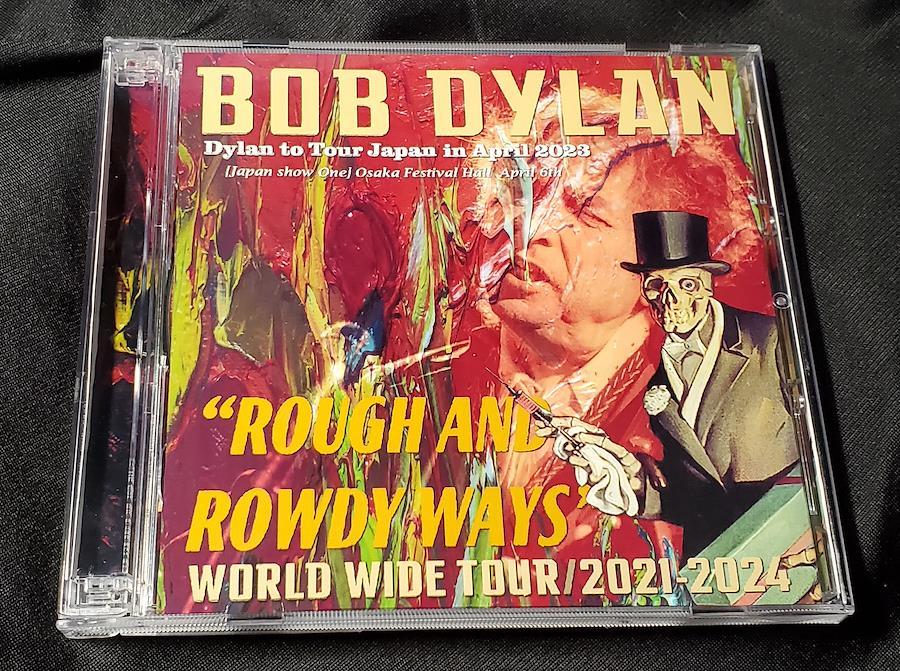 BOB DYLAN
Dylan to Tour Japan in April 2023
[Japan show One] Osaka Festival Hall April 6th
“ROUGH AND
ROWDY WAYS”
WORLD WIDE TOUR/2021-2024